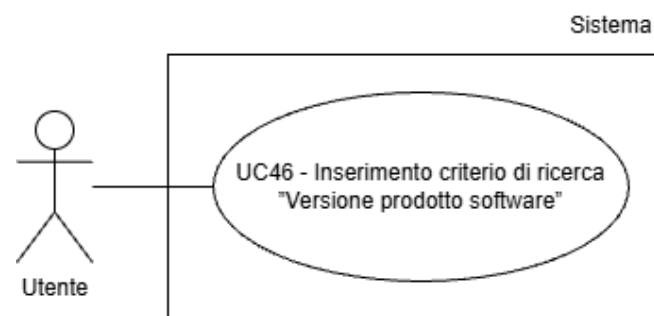 Sistema
UC46 - Inserimento criterio di ricerca
"Versione prodotto software"
Utente